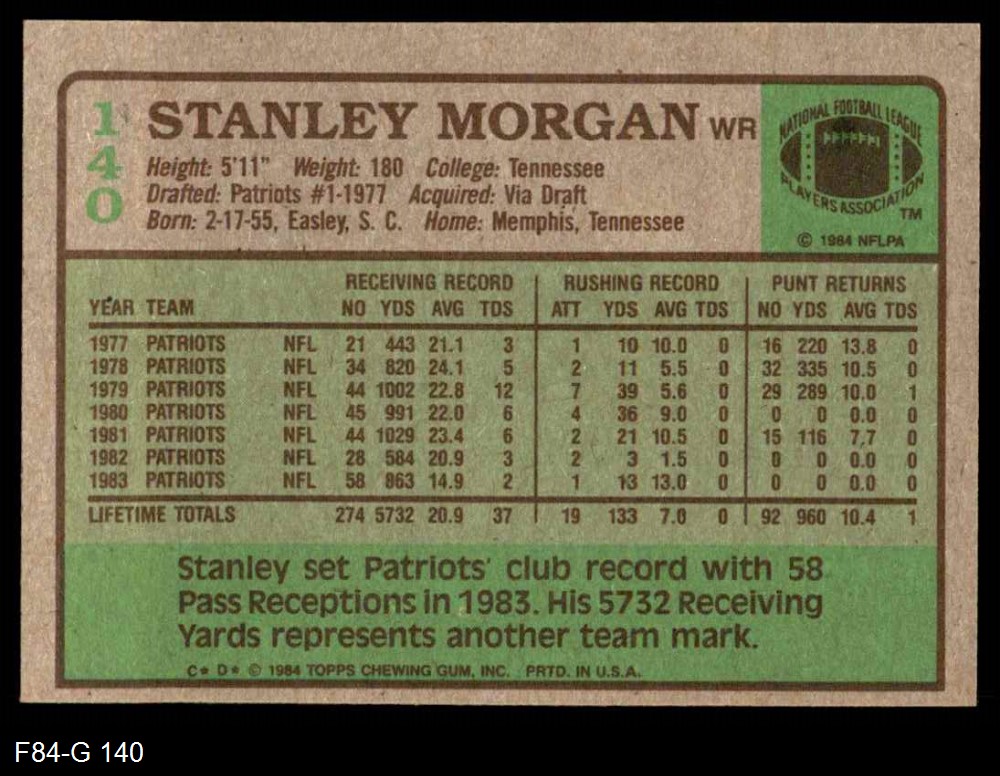 140
STANLEY MORGAN WR
Height: 5'11" Weight: 180 College: Tennessee
Drafted: Patriots #1-1977 Acquired: Via Draft
Born: 2-17-55, Easley, S. C. Home: Memphis, Tennessee
NATIONAL FOOTBALL LEAGUE
PLAYERS ASSOCIATION
TM
© 1984 NFLPA
RECEIVING RECORD RUSHING RECORD PUNT RETURNS
YEAR TEAM NO YDS AVG TDS ATT YDS AVG TDS NO YDS AVG TDS
1977 PATRIOTS NFL 21 443 21.1 3 1 10 10.0 0 16 220 13.8 0
1978 PATRIOTS NFL 34 820 24.1 5 2 11 5.5 0 32 335 10.5 0
1979 PATRIOTS NFL 44 1002 22.8 12 7 39 5.6 0 29 289 10.0 1
1980 PATRIOTS NFL 45 991 22.0 6 4 36 9.0 0 0 0 0.0 0
1981 PATRIOTS NFL 44 1029 23.4 6 2 21 10.5 0 15 116 7.7 0
1982 PATRIOTS NFL 28 584 20.9 3 2 3 1.5 0 0 0 0.0 0
1983 PATRIOTS NFL 58 863 14.9 2 1 13 13.0 0 0 0 0.0 0
LIFETIME TOTALS 274 5732 20.9 37 19 133 7.0 0 92 960 10.4 1
Stanley set Patriots' club record with 58
Pass Receptions in 1983. His 5732 Receiving
Yards represents another team mark.
C* D* © 1984 TOPPS CHEWING GUM, INC. PRTD. IN U.S.A.
F84-G 140